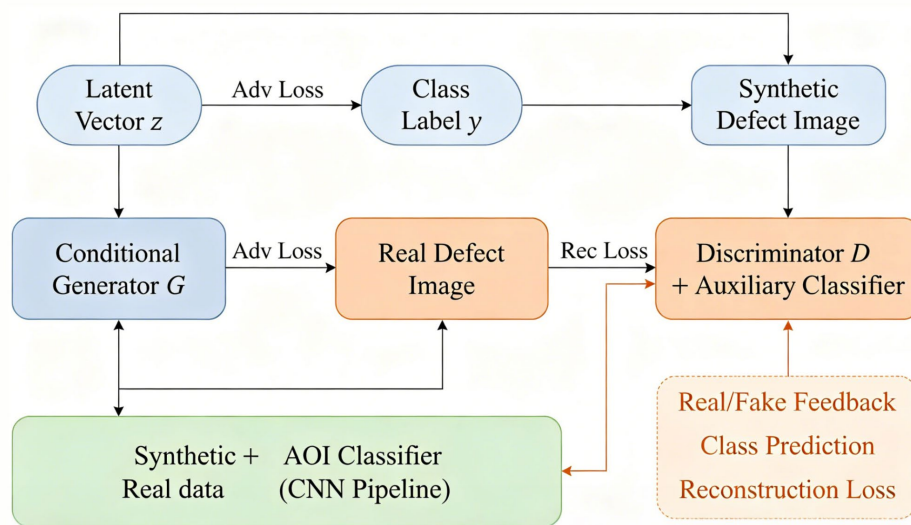 Latent
Vector z
Adv Loss
Class
Label y
Synthetic
Defect Image
Conditional
Generator G
Adv Loss
Real Defect
Image
Rec Loss
Discriminator D
+ Auxiliary Classifier
Synthetic + AOI Classifier
Real data (CNN Pipeline)
Real/Fake Feedback
Class Prediction
Reconstruction Loss